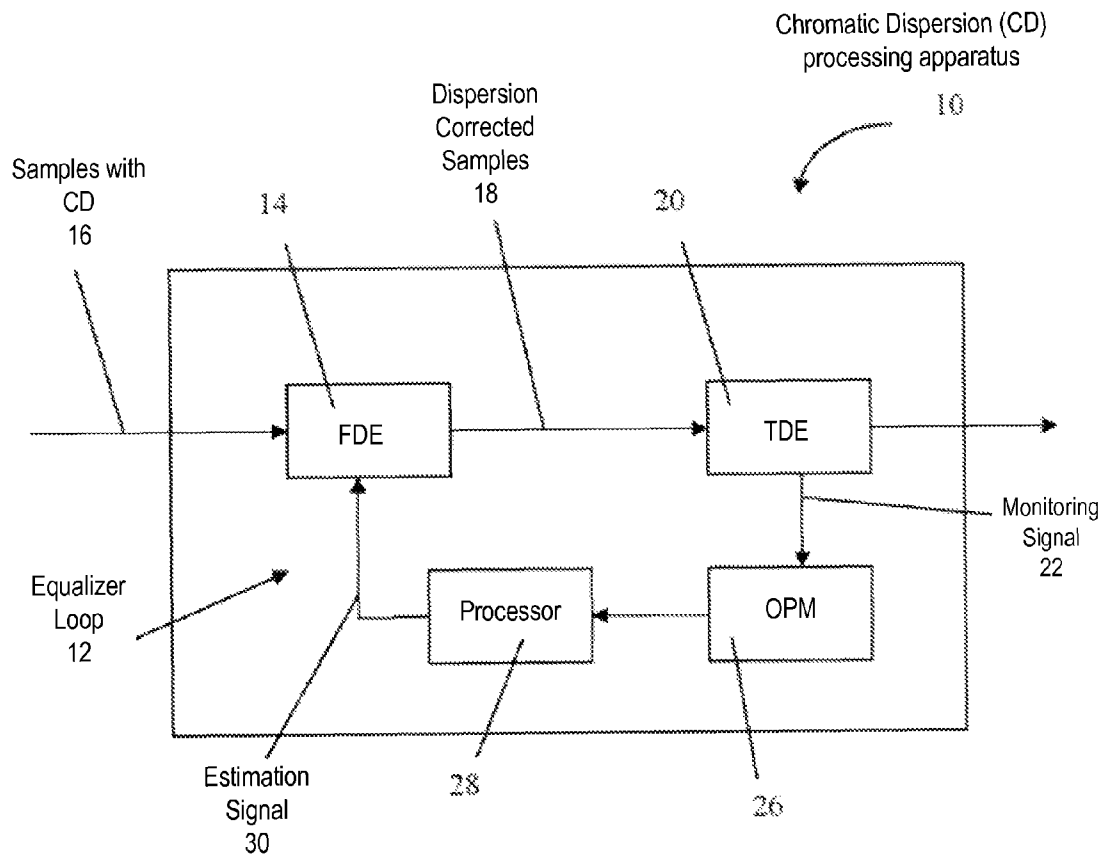 Chromatic Dispersion (CD)
processing apparatus
10
Dispersion
Corrected
Samples
18
Samples with
CD
16
14
20
FDE
TDE
Monitoring
Signal
22
Equalizer
Loop
12
Processor
OPM
Estimation
Signal
30
28
26